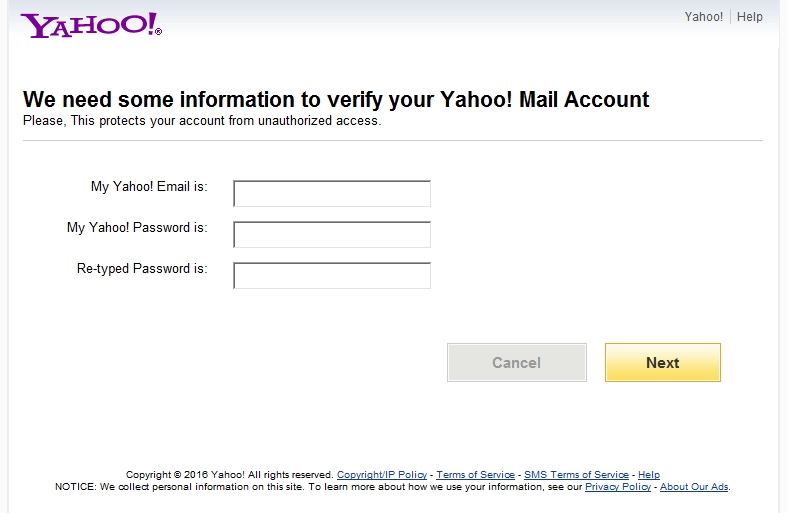 YAHOO!®
Yahoo! | Help
We need some information to verify your Yahoo! Mail Account
Please, This protects your account from unauthorized access.
My Yahoo! Email is:
My Yahoo! Password is:
Re-typed Password is:
Cancel Next
Copyright © 2016 Yahoo! All rights reserved. Copyright/IP Policy - Terms of Service - SMS Terms of Service - Help
NOTICE: We collect personal information on this site. To learn more about how we use your information, see our Privacy Policy - About Our Ads.